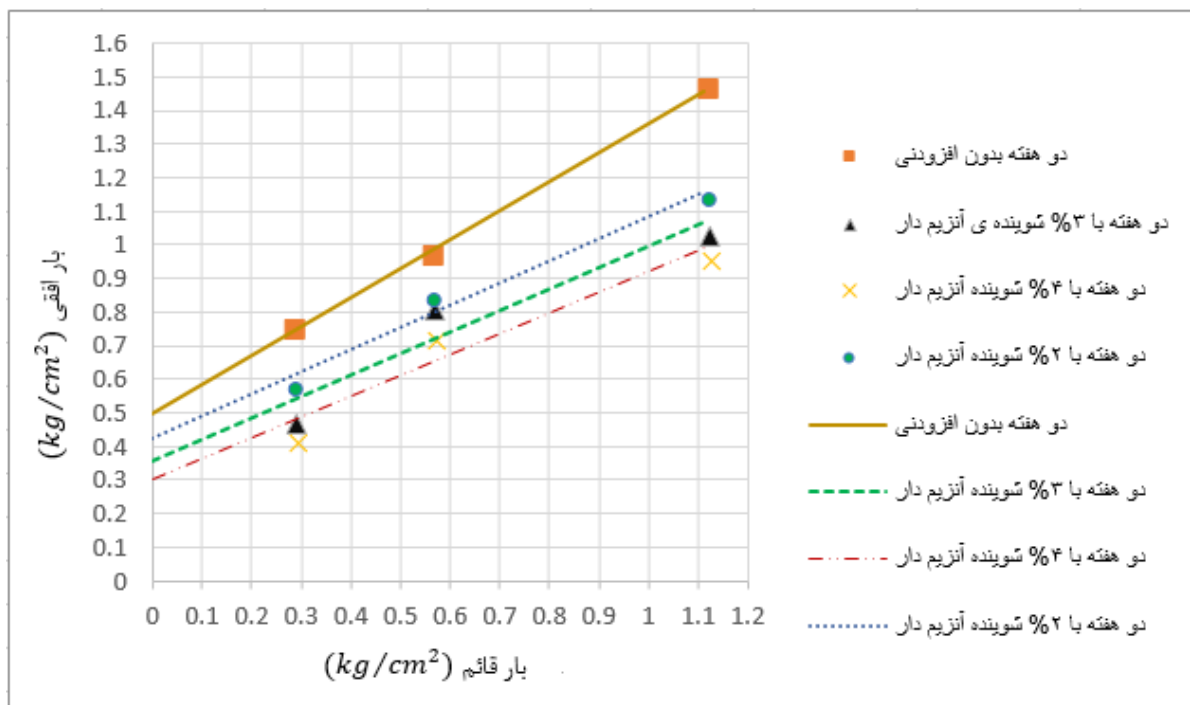 1.6
1.5
1.4
1.3
1.2
1.1
1
0.9
0.8
0.7
0.6
0.5
0.4
0.3
0.2
0.1
0
بار افقی (kg/cm²)
0 0.1 0.2 0.3 0.4 0.5 0.6 0.7 0.8 0.9 1 1.1 1.2
بار قائم (kg/cm²)
دو هفته بدون افزودنی
دو هفته با ۳% شوینده ی آنزیم دار
دو هفته با ۴% شوینده آنزیم دار
دو هفته با ۲% شوینده آنزیم دار
دو هفته بدون افزودنی
دو هفته با ۳% شوینده آنزیم دار
دو هفته با ۴% شوینده آنزیم دار
دو هفته با ۲% شوینده آنزیم دار